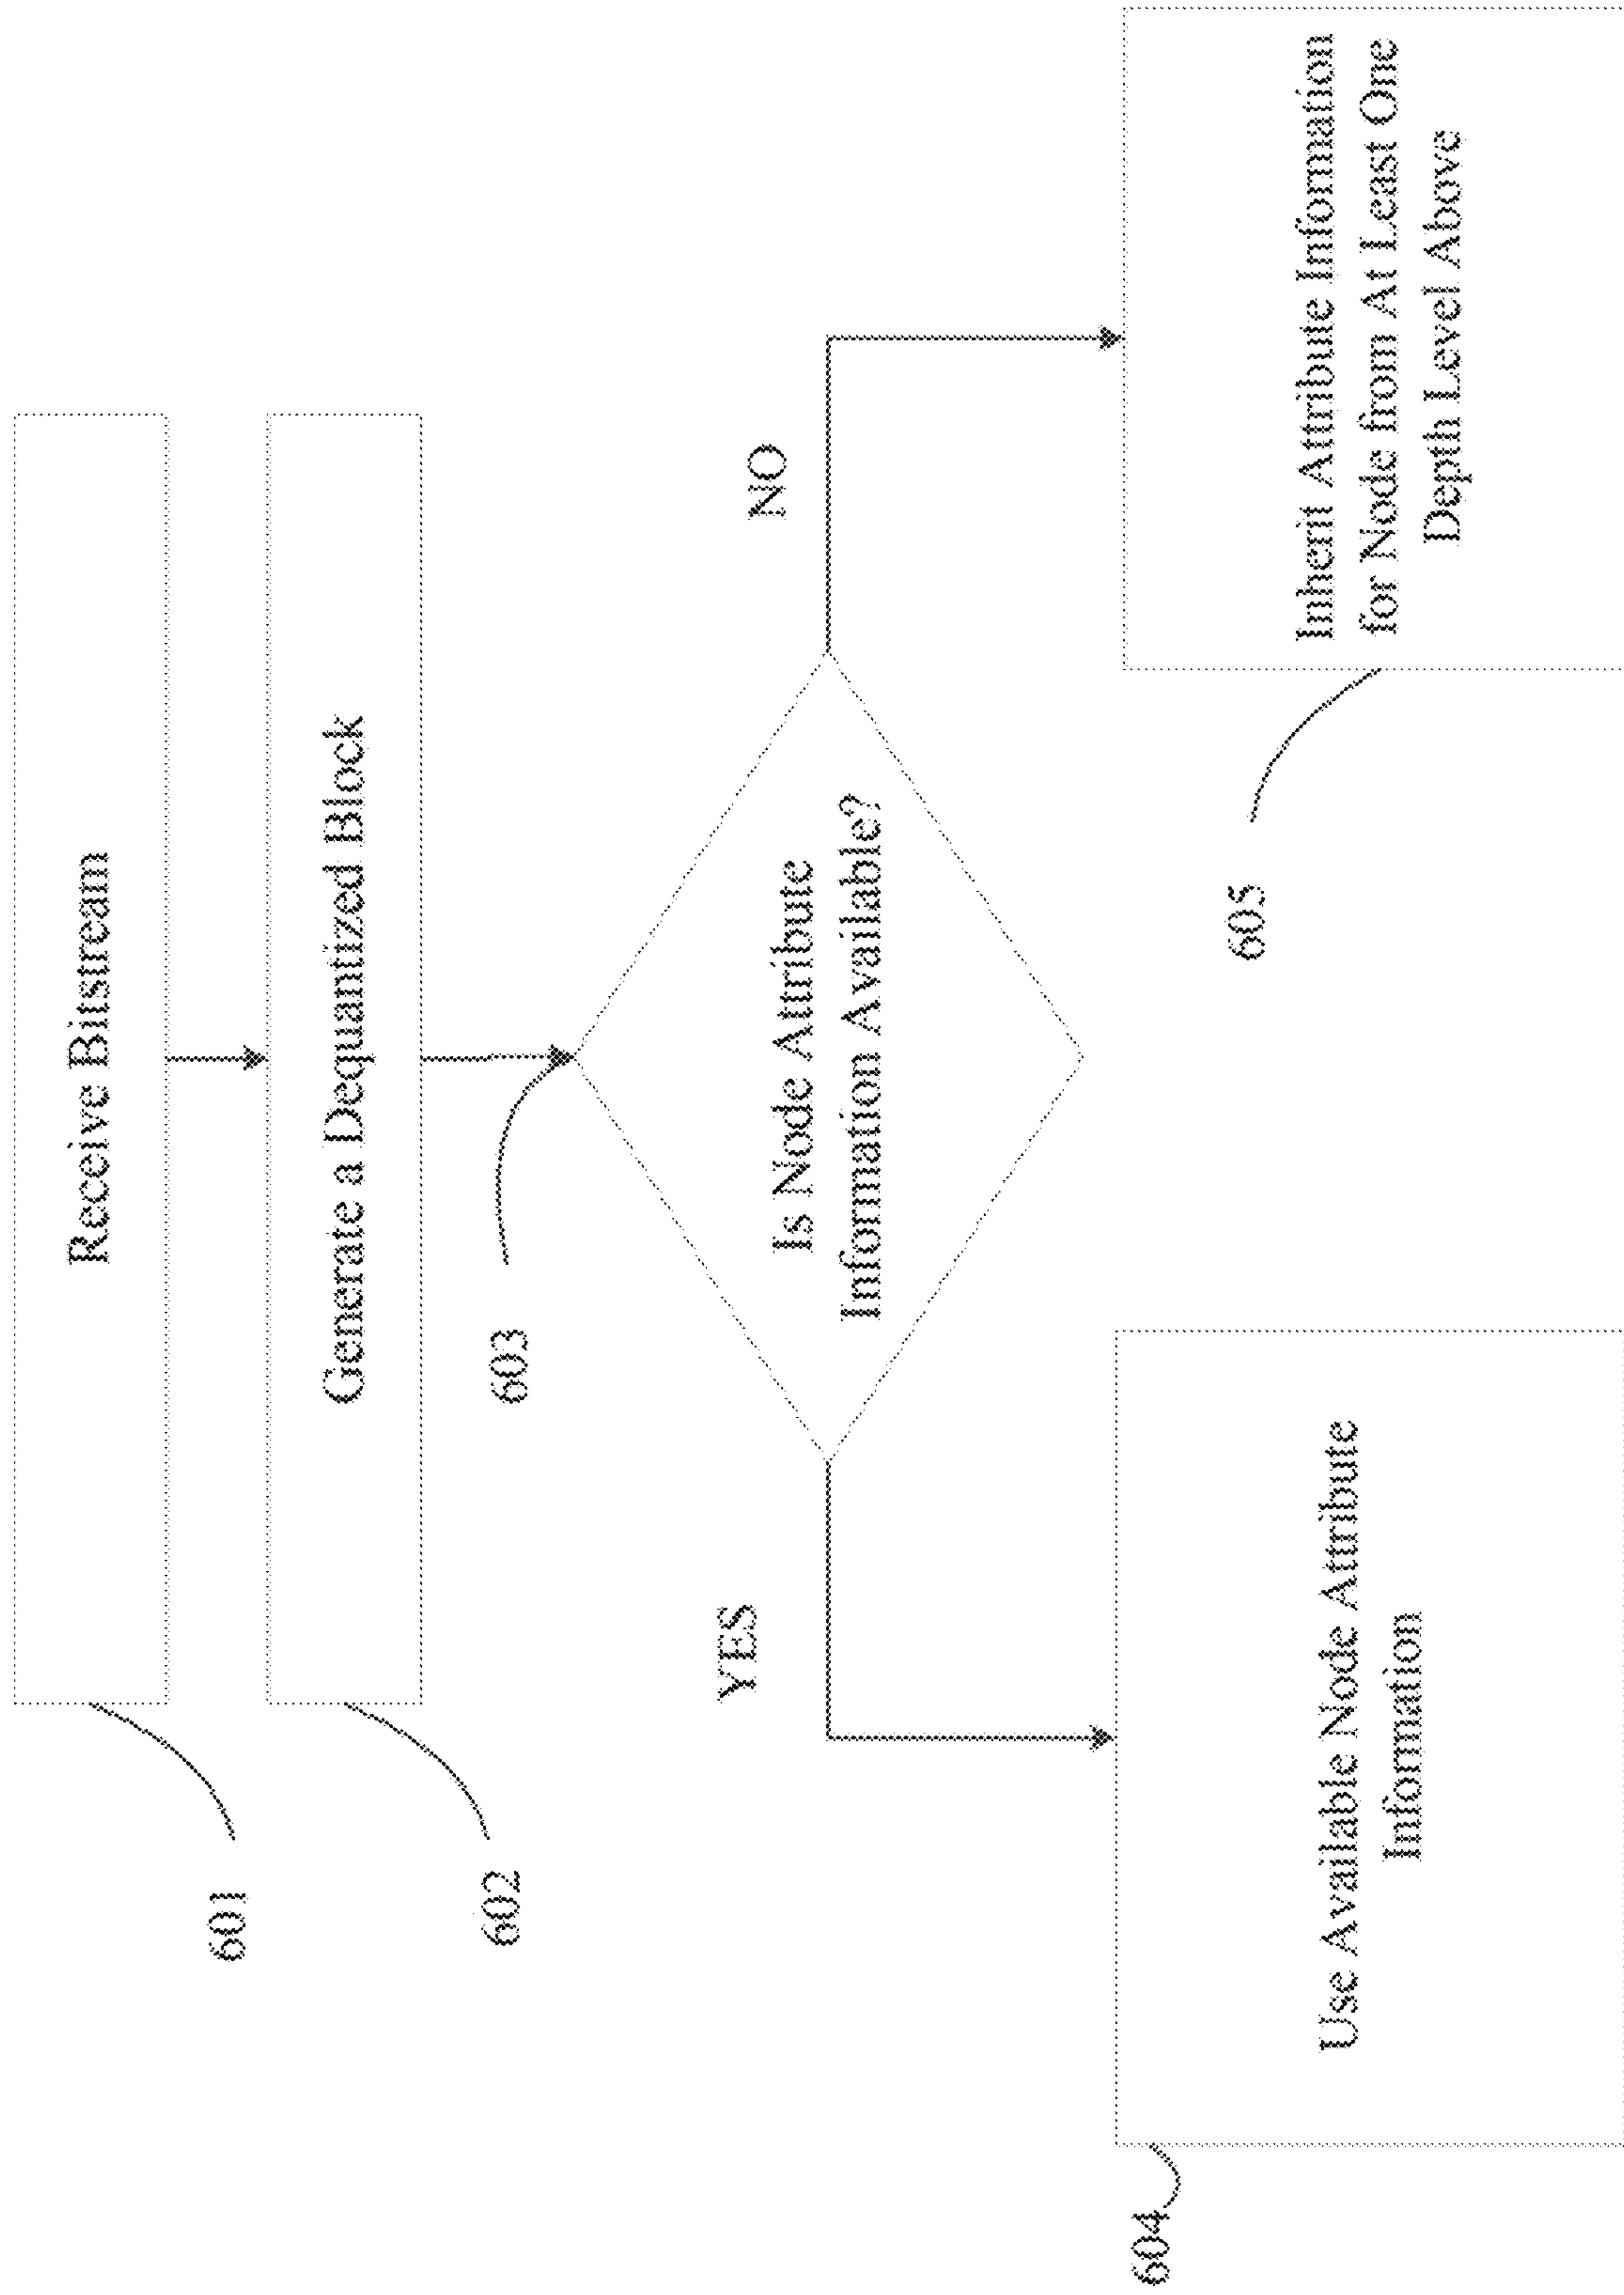 Receive Bitstream
601
Generate a Dequantized Block
602
603
Is Node Attribute
Information Available?
YES
NO
Use Available Node Attribute
Information
604
Inherit Attribute Information
for Node from At Least One
Depth Level Above
605